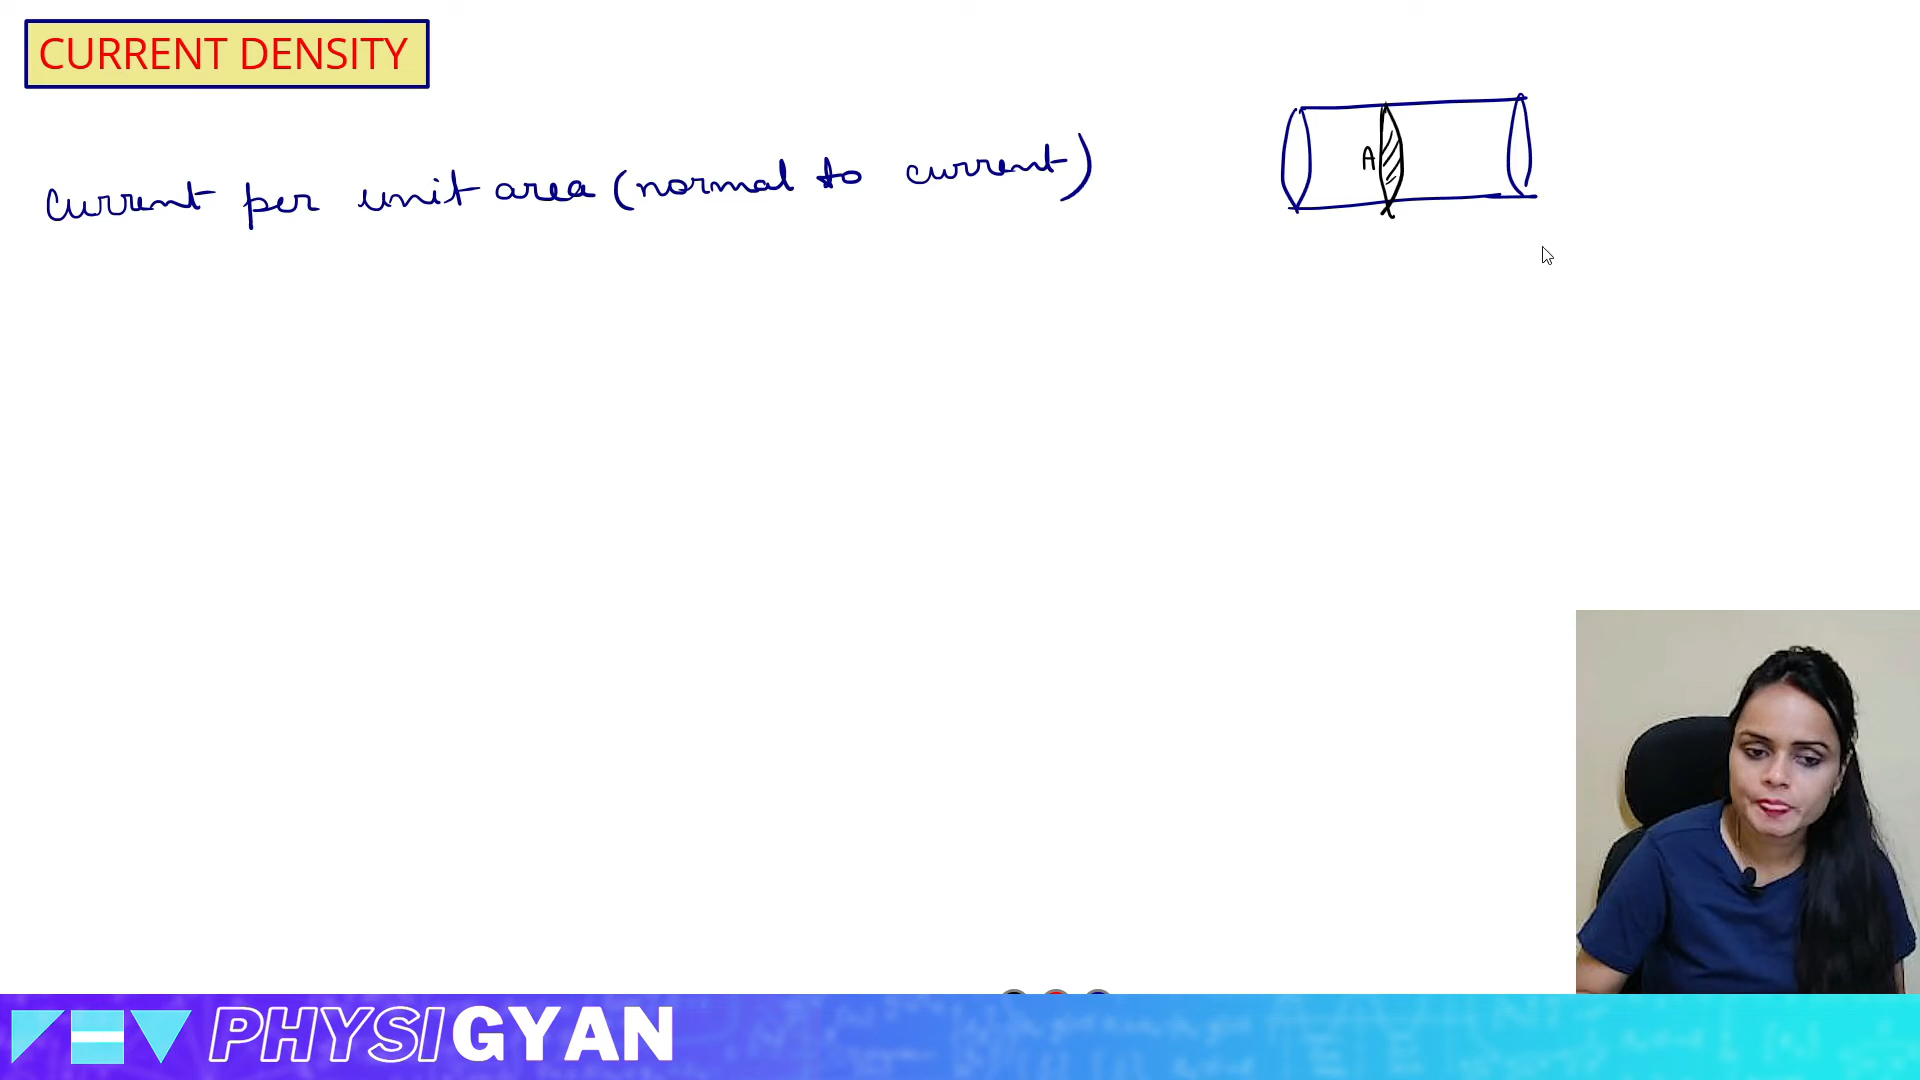 CURRENT DENSITY
Current per unit area (normal to current)
A
PHYSIGYAN